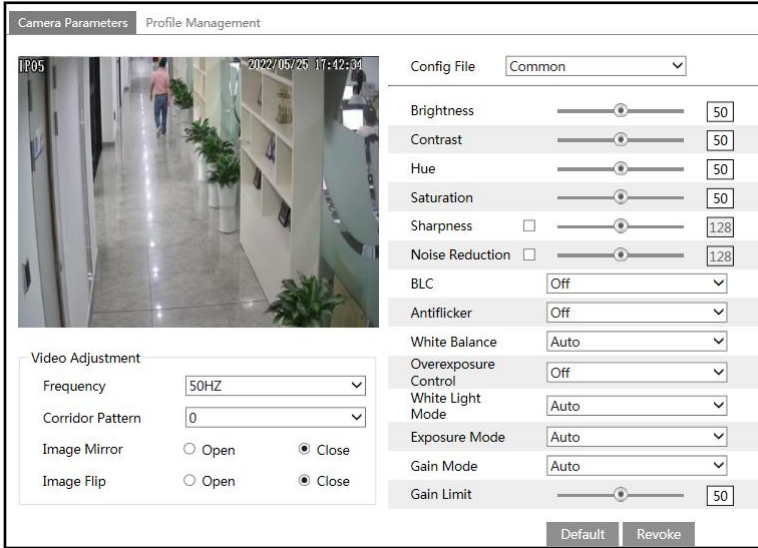 Camera Parameters Profile Management
IP05 2022/05/25 17:42:34
Video Adjustment
Frequency 50HZ
Corridor Pattern 0
Image Mirror Open Close
Image Flip Open Close
Config File Common
Brightness 50
Contrast 50
Hue 50
Saturation 50
Sharpness 128
Noise Reduction 128
BLC Off
Antiflicker Off
White Balance Auto
Overexposure
Control Off
White Light
Mode Auto
Exposure Mode Auto
Gain Mode Auto
Gain Limit 50
Default Revoke